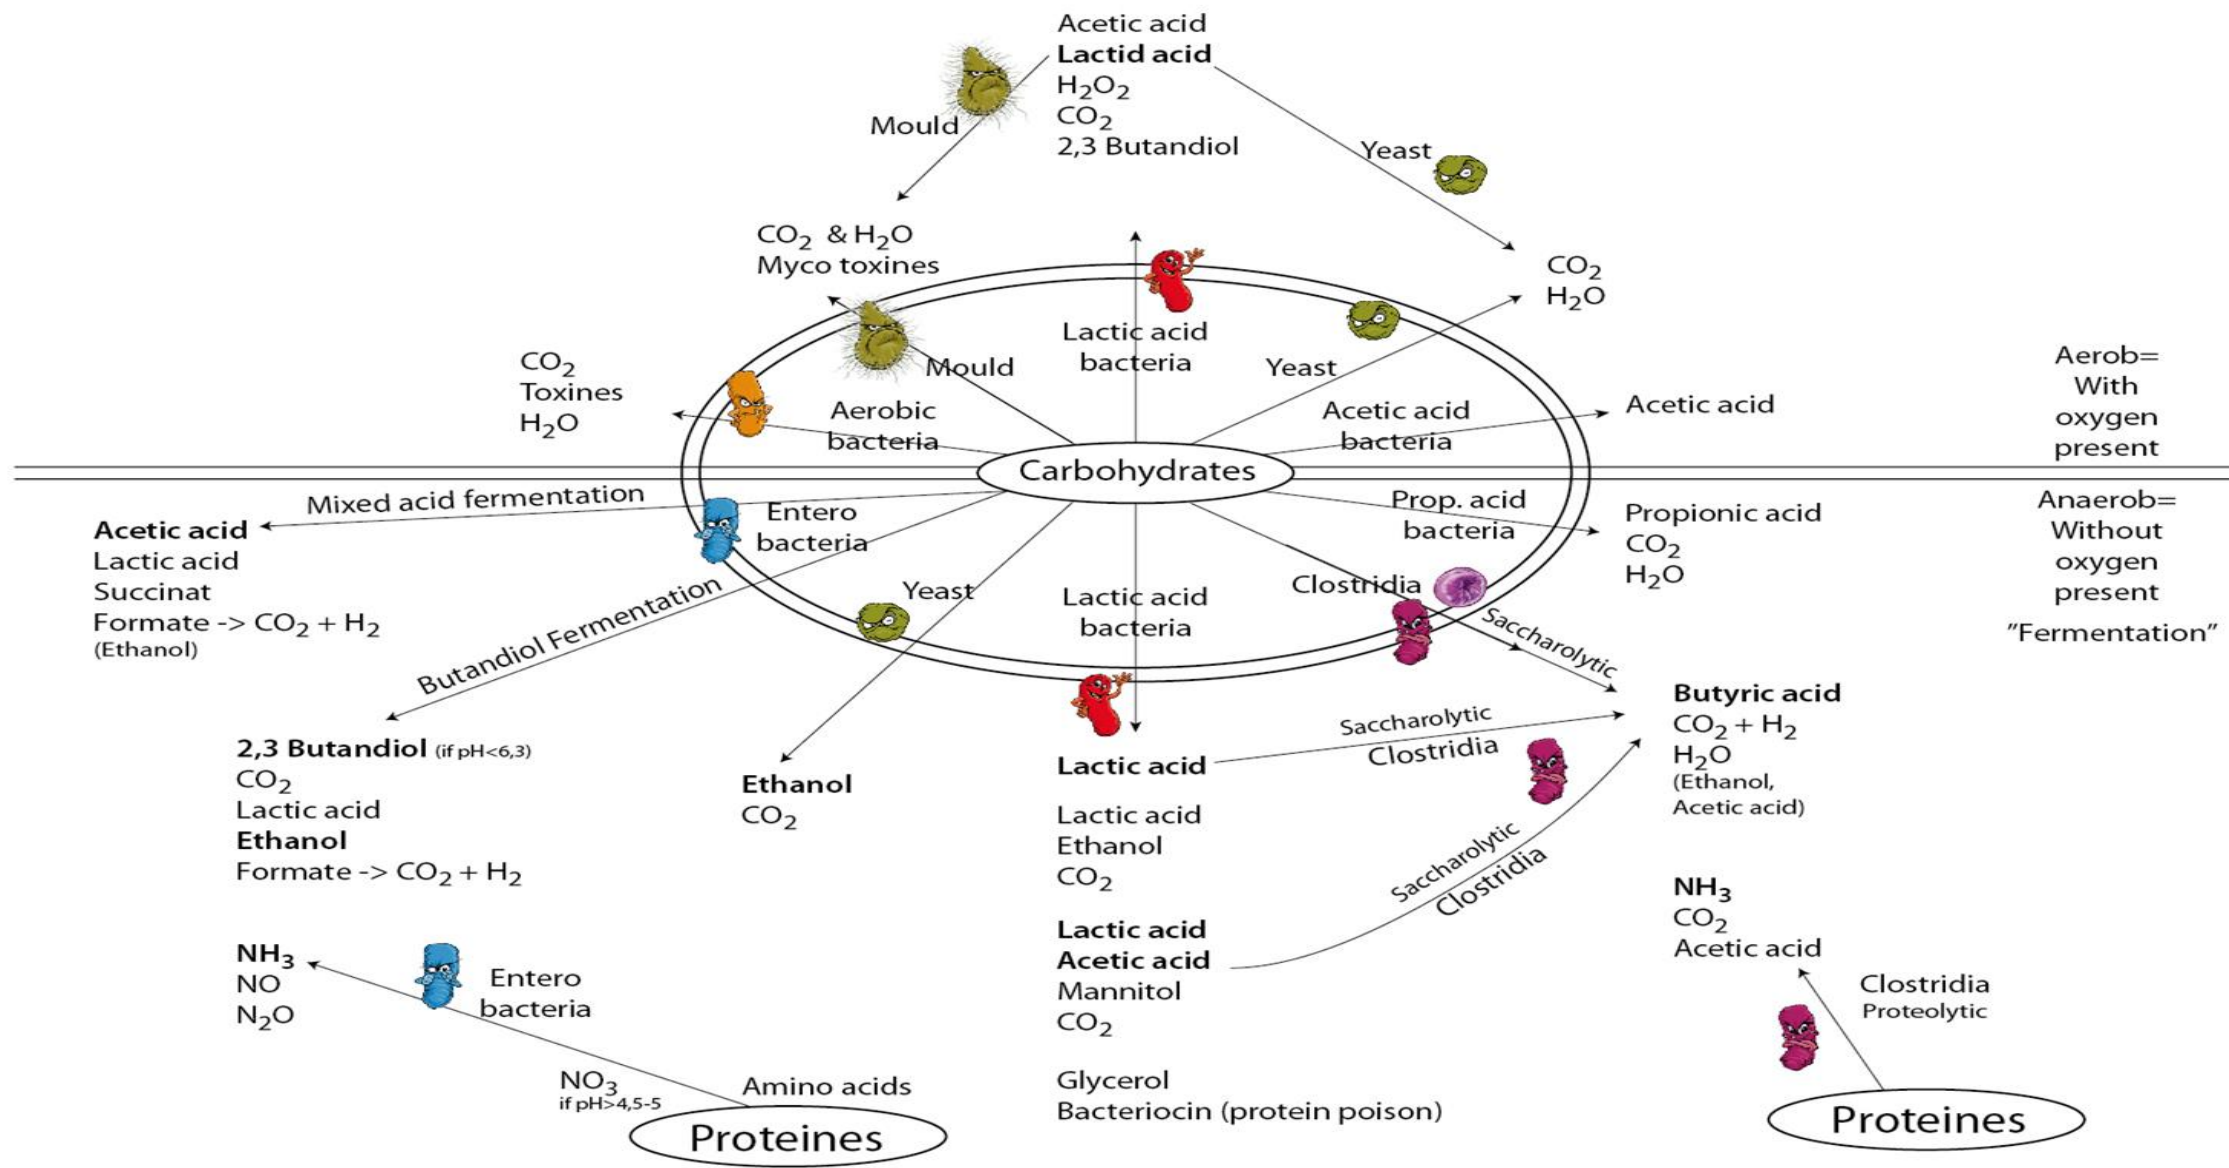 Acetic acid
Lactid acid
H₂O₂
CO₂
2,3 Butandiol
Mould
Yeast
CO₂ & H₂O
Myco toxines
CO₂
H₂O
Lactic acid
bacteria
Mould
Yeast
CO₂
Toxines
H₂O
Aerobic
bacteria
Acetic acid
bacteria
Acetic acid
Aerob=
With
oxygen
present
Carbohydrates
Mixed acid fermentation
Acetic acid
Lactic acid
Succinat
Formate -> CO₂ + H₂
(Ethanol)
Entero
bacteria
Prop. acid
bacteria
Propionic acid
CO₂
H₂O
Anaerob=
Without
oxygen
present
"Fermentation"
Butandiol Fermentation
Yeast
Lactic acid
bacteria
Clostridia
Saccharolytic
2,3 Butandiol (if pH<6,3)
CO₂
Lactic acid
Ethanol
Formate -> CO₂ + H₂
Ethanol
CO₂
Lactic acid
Saccharolytic
Clostridia
Butyric acid
CO₂ + H₂
H₂O
(Ethanol,
Acetic acid)
Lactic acid
Ethanol
CO₂
Saccharolytic
Clostridia
Lactic acid
Acetic acid
Mannitol
CO₂
Glycerol
Bacteriocin (protein poison)
NH₃
CO₂
Acetic acid
Clostridia
Proteolytic
Proteines
NH₃
NO
N₂O
Entero
bacteria
NO₃
if pH>4,5-5
Amino acids
Proteines